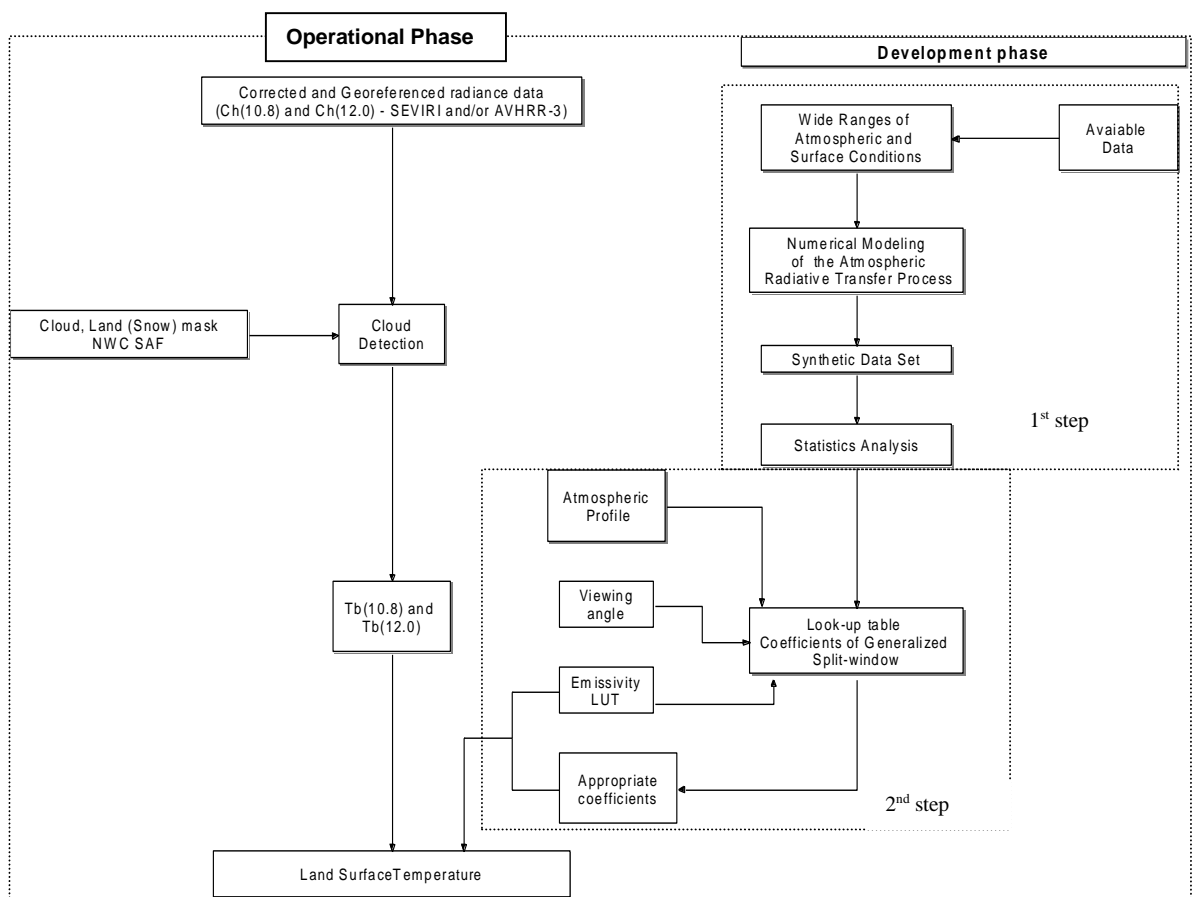 Operational Phase
Development phase
Corrected and Georeferenced radiance data
(Ch(10.8) and Ch(12.0) - SEVIRI and/or AVHRR-3)
Wide Ranges of
Atmospheric and
Surface Conditions
Avaiable
Data
Numerical Modeling
of the Atmospheric
Radiative Transfer Process
Cloud, Land (Snow) mask
NWC SAF
Cloud
Detection
Synthetic Data Set
1st step
Statistics Analysis
Atmospheric
Profile
Tb(10.8) and
Tb(12.0)
Viewing
angle
Look-up table
Coefficients of Generalized
Split-window
Emissivity
LUT
Appropriate
coefficients
2nd step
Land SurfaceTemperature